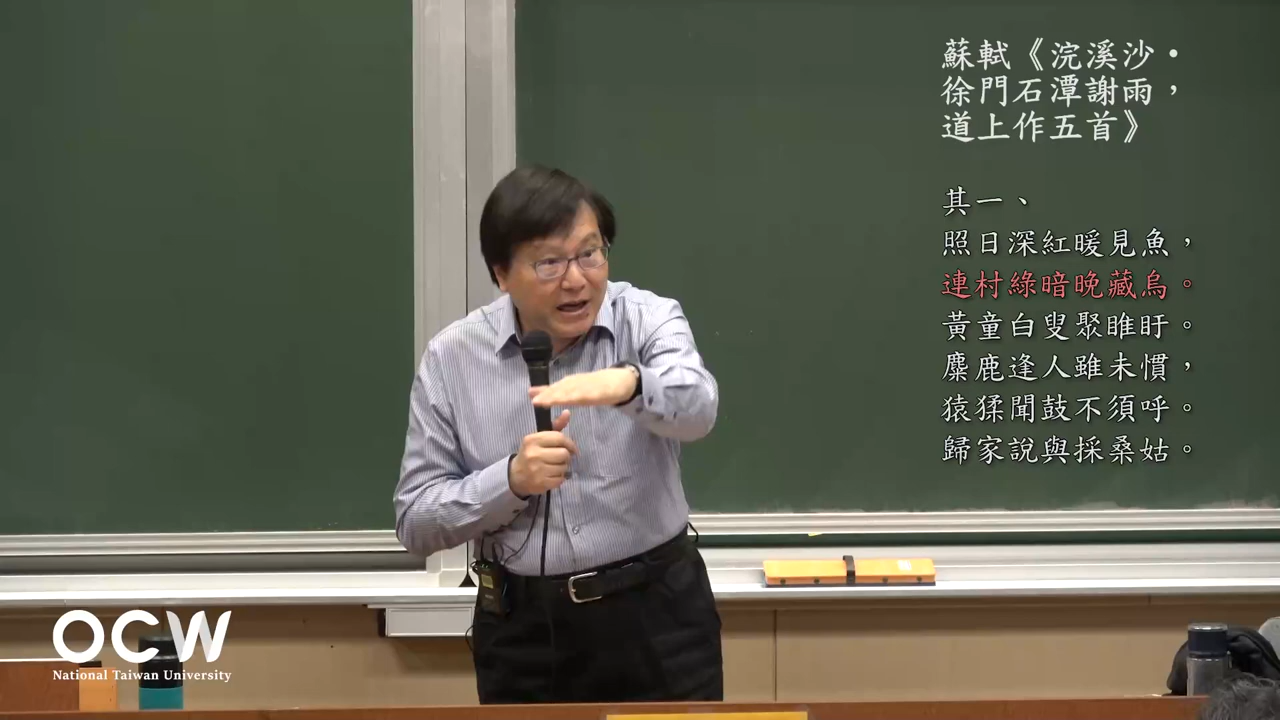 蘇軾《浣溪沙•
徐門石潭謝雨，
道上作五首》
其一、
照日深紅暖見魚，
連村綠暗晚藏烏。
黃童白叟聚睢盱。
麋鹿逢人雖未慣，
猿猱聞鼓不須呼。
歸家說與採桑姑。
OCW
National Taiwan University